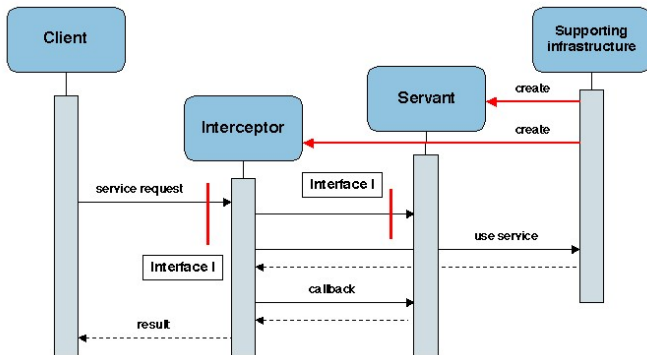 Client
Supporting
infrastructure
Servant
create
Interceptor
create
Interface I
service request
use service
Interface I
callback
result